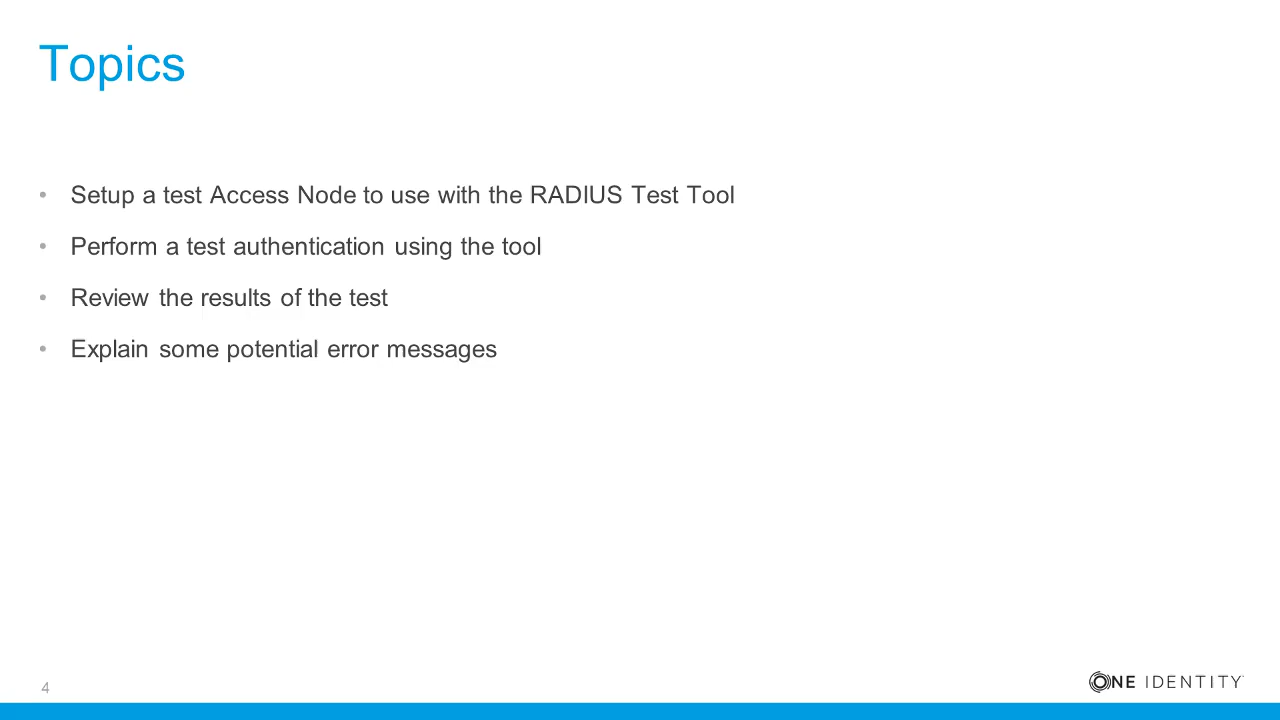 Topics
• Setup a test Access Node to use with the RADIUS Test Tool
• Perform a test authentication using the tool
• Review the results of the test
• Explain some potential error messages
4
ONE IDENTITY